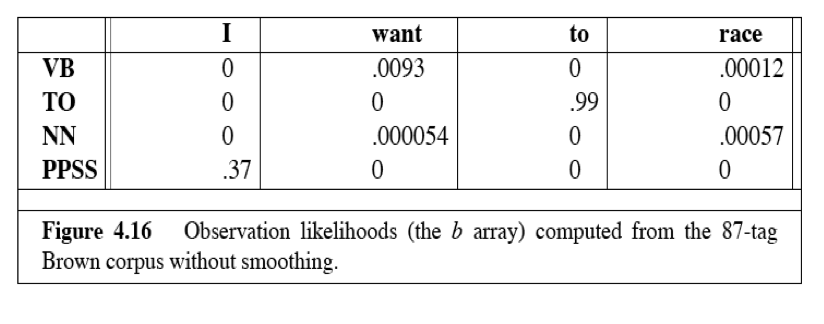 I want to race
VB 0 .0093 0 .00012
TO 0 0 .99 0
NN 0 .000054 0 .00057
PPSS .37 0 0 0
Figure 4.16 Observation likelihoods (the b array) computed from the 87-tag
Brown corpus without smoothing.